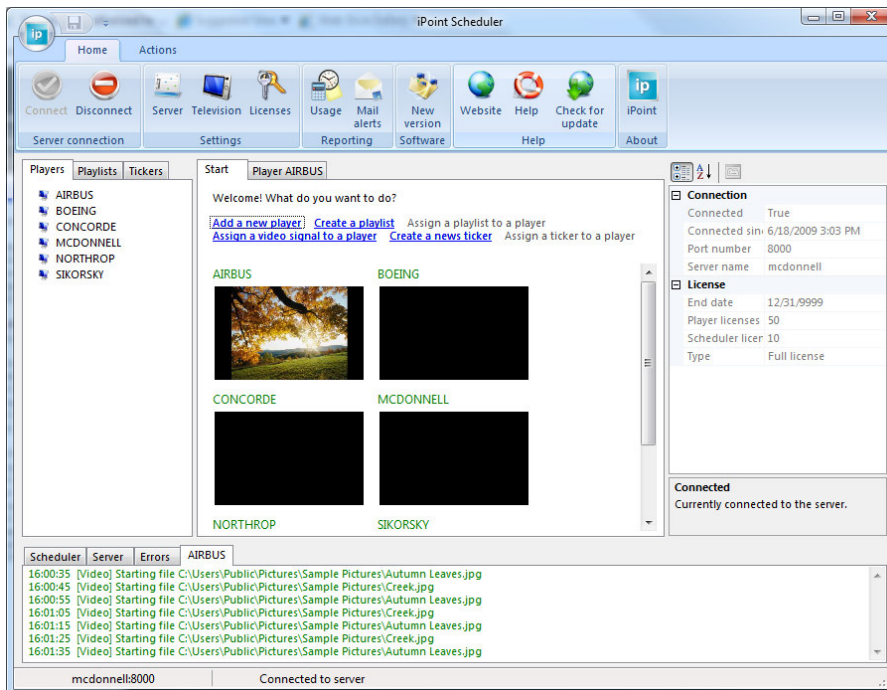 iPoint Scheduler
ip
Home Actions
Connect Disconnect Server Television Licenses Usage Mail alerts New version Website Help Check for update ip iPoint
Server connection Settings Reporting Software Help About
Players Playlists Tickers
AIRBUS
BOEING
CONCORDE
MCDONNELL
NORTHROP
SIKORSKY
Start Player AIRBUS
Welcome! What do you want to do?
Add a new player Create a playlist Assign a playlist to a player
Assign a video signal to a player Create a news ticker Assign a ticker to a player
AIRBUS BOEING
CONCORDE MCDONNELL
NORTHROP SIKORSKY
Connection
Connected True
Connected sin 6/18/2009 3:03 PM
Port number 8000
Server name mcdonnell
License
End date 12/31/9999
Player licenses 50
Scheduler licer 10
Type Full license
Connected
Currently connected to the server.
Scheduler Server Errors AIRBUS
16:00:35 [Video] Starting file C:\Users\Public\Pictures\Sample Pictures\Autumn Leaves.jpg
16:00:45 [Video] Starting file C:\Users\Public\Pictures\Sample Pictures\Creek.jpg
16:00:55 [Video] Starting file C:\Users\Public\Pictures\Sample Pictures\Autumn Leaves.jpg
16:01:05 [Video] Starting file C:\Users\Public\Pictures\Sample Pictures\Creek.jpg
16:01:15 [Video] Starting file C:\Users\Public\Pictures\Sample Pictures\Autumn Leaves.jpg
16:01:25 [Video] Starting file C:\Users\Public\Pictures\Sample Pictures\Creek.jpg
16:01:35 [Video] Starting file C:\Users\Public\Pictures\Sample Pictures\Autumn Leaves.jpg
mcdonnell:8000 Connected to server